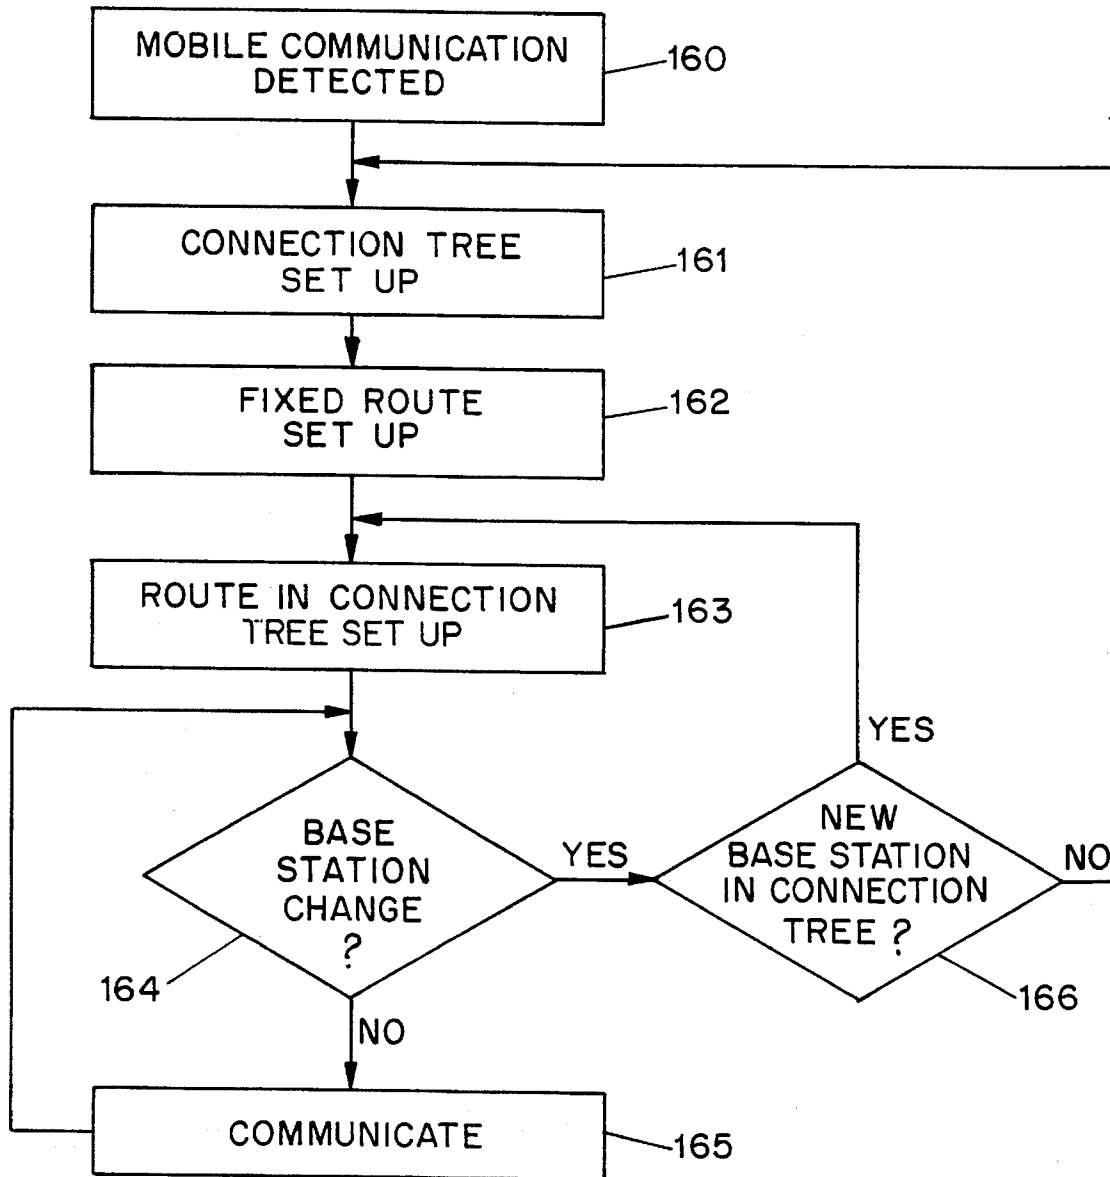 MOBILE COMMUNICATION
DETECTED
160
CONNECTION TREE
SET UP
161
FIXED ROUTE
SET UP
162
ROUTE IN CONNECTION
TREE SET UP
163
BASE
STATION
CHANGE
?
164
YES
NEW
BASE STATION
IN CONNECTION
TREE ?
166
YES
NO
NO
COMMUNICATE
165